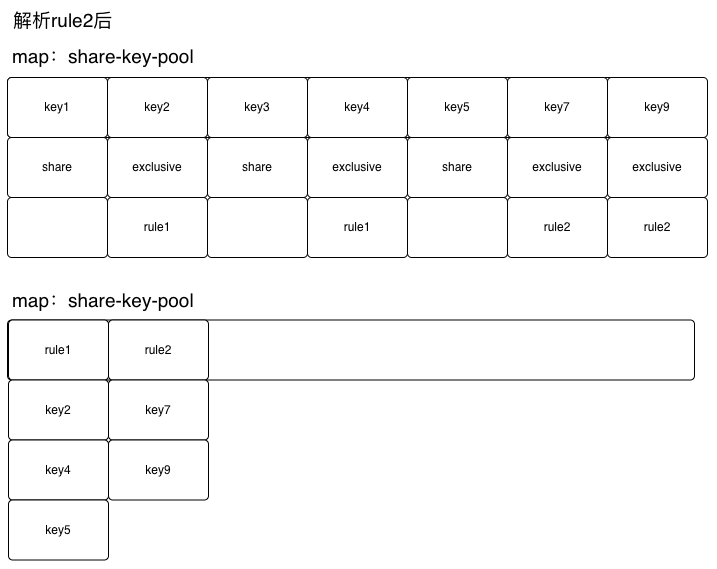 解析rule2后
map：share-key-pool
key1 key2 key3 key4 key5 key7 key9
share exclusive share exclusive share exclusive exclusive
rule1 rule1 rule2 rule2
map：share-key-pool
rule1 rule2
key2 key7
key4 key9
key5